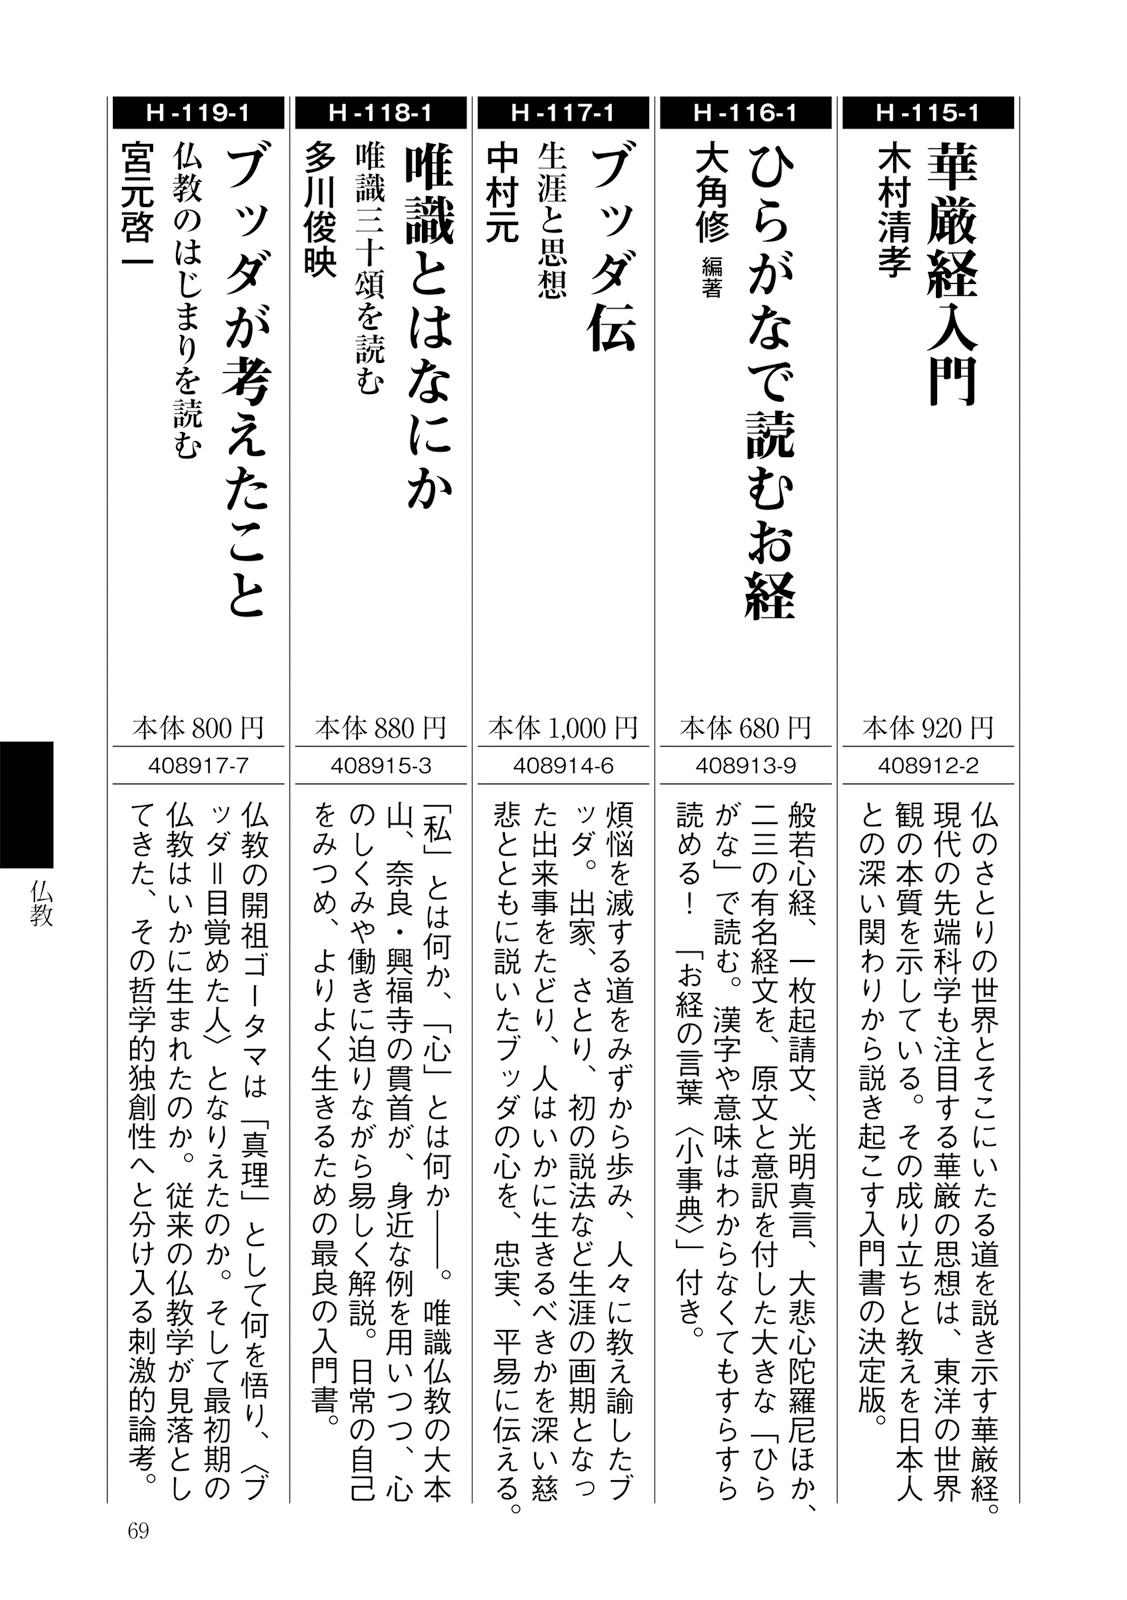 H-115-1
華厳経入門
木村清孝
本体920円
408912-2
仏のさとりの世界とそこにいたる道を説き示す華厳経。
現代の先端科学も注目する華厳の思想は、東洋の世界
観の本質を示している。その成り立ちと教えを日本人
との深い関わりから説き起こす入門書の決定版。
H-116-1
ひらがなで読むお経
大角修 編著
本体680円
408913-9
般若心経、一枚起請文、光明真言、大悲心陀羅尼ほか、
二三の有名経文を、原文と意訳を付した大きな「ひら
がな」で読む。漢字や意味はわからなくてもすらすら
読める！　「お経の言葉〈小事典〉」付き。
H-117-1
ブッダ伝
生涯と思想
中村元
本体1,000円
408914-6
煩悩を滅する道をみずから歩み、人々に教え諭したブ
ッダ。出家、さとり、初の説法など生涯の画期となっ
た出来事をたどり、人はいかに生きるべきかを深い慈
悲とともに説いたブッダの心を、忠実、平易に伝える。
H-118-1
唯識とはなにか
唯識三十頌を読む
多川俊映
本体880円
408915-3
「私」とは何か、「心」とは何か――。唯識仏教の大本
山、奈良・興福寺の貫首が、身近な例を用いつつ、心
のしくみや働きに迫りながら易しく解説。日常の自己
をみつめ、よりよく生きるための最良の入門書。
H-119-1
ブッダが考えたこと
仏教のはじまりを読む
宮元啓一
本体800円
408917-7
仏教の開祖ゴータマは「真理」として何を悟り、〈ブ
ッダ＝目覚めた人〉となりえたのか。そして最初期の
仏教はいかに生まれたのか。従来の仏教学が見落とし
てきた、その哲学的独創性へと分け入る刺激的論考。
仏教
69